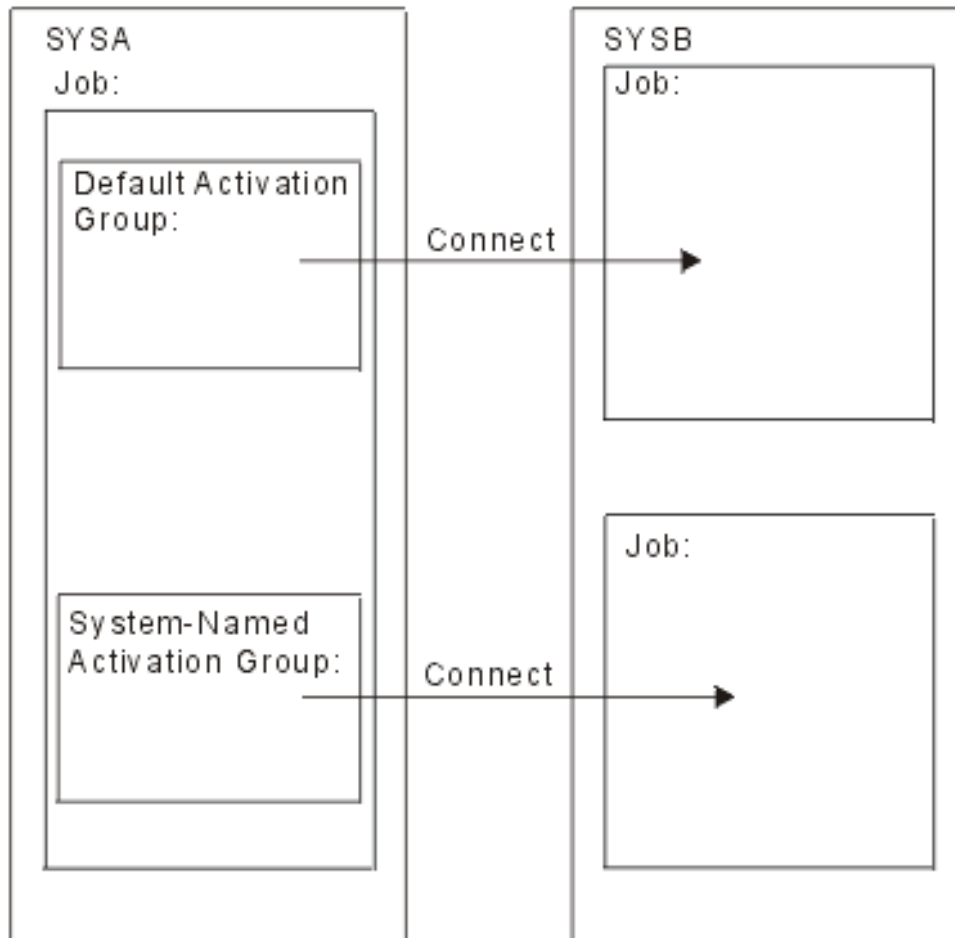 SYSA
Job:
Default Activation
Group:
Connect
System-Named
Activation Group:
Connect
SYSB
Job:
Job: